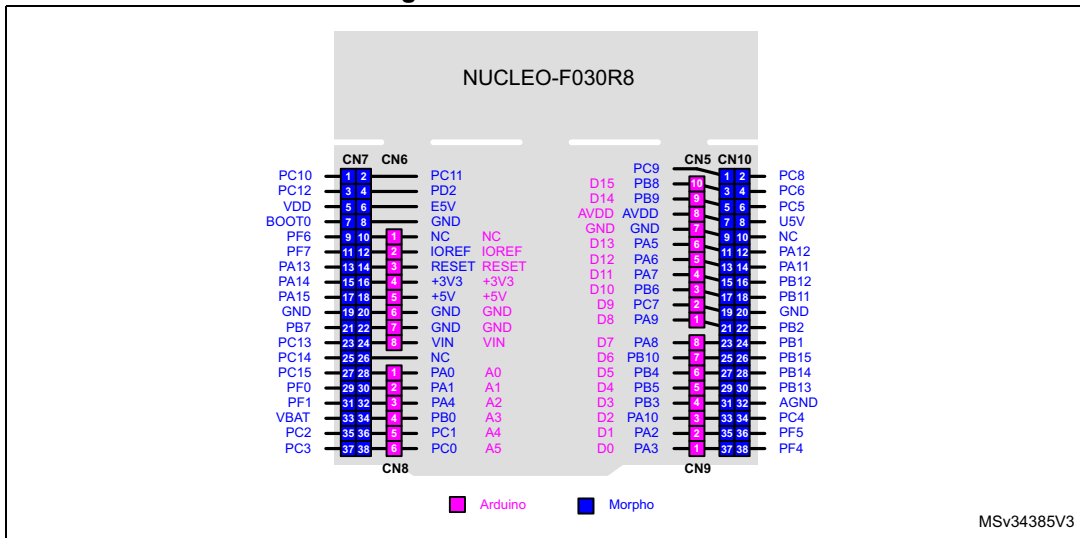 NUCLEO-F030R8
CN7 CN6 CN5 CN10
PC9
PC10 1 2 PC11 1 2 PC8
PC12 3 4 PD2 D15 PB8 10 3 4 PC6
VDD 5 6 E5V D14 PB9 9 5 6 PC5
BOOT0 7 8 GND AVDD AVDD 8 7 8 U5V
PF6 9 10 1 NC NC GND GND 7 9 10 NC
PF7 11 12 2 IOREF IOREF D13 PA5 6 11 12 PA12
PA13 13 14 3 RESET RESET D12 PA6 5 13 14 PA11
PA14 15 16 4 +3V3 +3V3 D11 PA7 4 15 16 PB12
PA15 17 18 5 +5V +5V D10 PB6 3 17 18 PB11
GND 19 20 6 GND GND D9 PC7 2 19 20 GND
PB7 21 22 7 GND GND D8 PA9 1 21 22 PB2
PC13 23 24 8 VIN VIN D7 PA8 8 23 24 PB1
PC14 25 26 NC D6 PB10 7 25 26 PB15
PC15 27 28 1 PA0 A0 D5 PB4 6 27 28 PB14
PF0 29 30 2 PA1 A1 D4 PB5 5 29 30 PB13
PF1 31 32 3 PA4 A2 D3 PB3 4 31 32 AGND
VBAT 33 34 4 PB0 A3 D2 PA10 3 33 34 PC4
PC2 35 36 5 PC1 A4 D1 PA2 2 35 36 PF5
PC3 37 38 6 PC0 A5 D0 PA3 1 37 38 PF4
CN8 CN9
Arduino Morpho
MSv34385V3